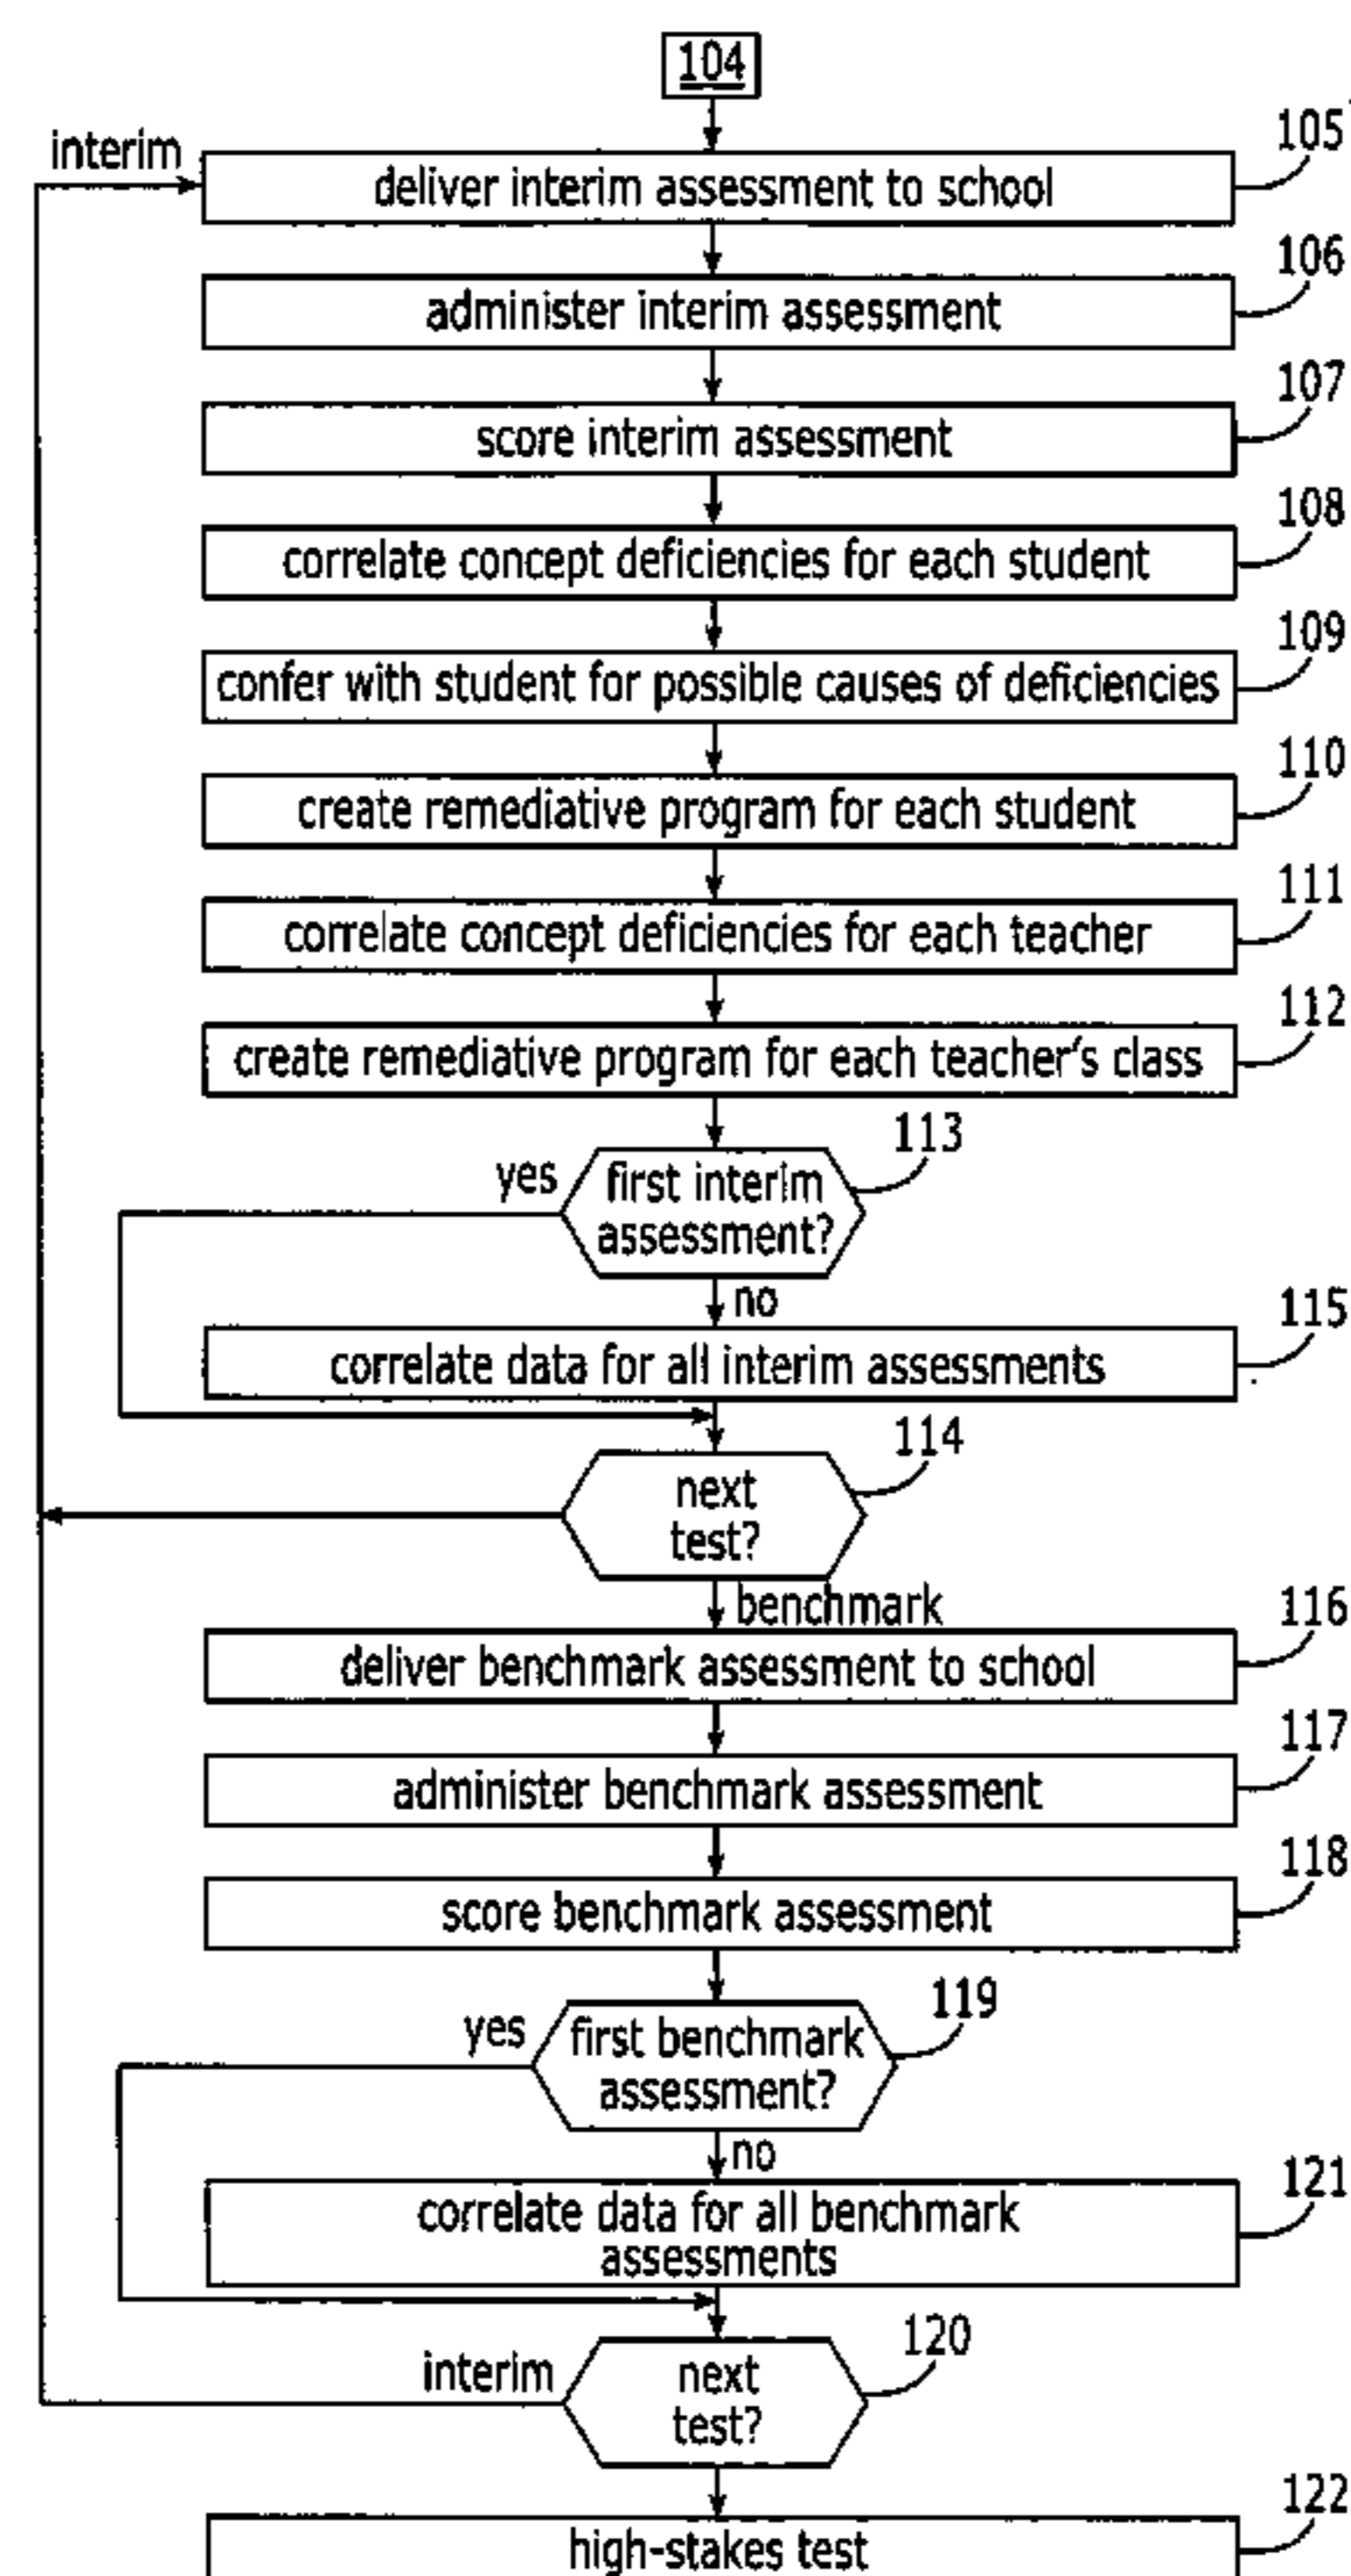 104
105
interim
deliver interim assessment to school
106
administer interim assessment
107
score interim assessment
108
correlate concept deficiencies for each student
109
confer with student for possible causes of deficiencies
110
create remediative program for each student
111
correlate concept deficiencies for each teacher
112
create remediative program for each teacher's class
113
yes
first interim
assessment?
no
115
correlate data for all interim assessments
114
next
test?
benchmark
116
deliver benchmark assessment to school
117
administer benchmark assessment
118
score benchmark assessment
119
yes
first benchmark
assessment?
no
121
correlate data for all benchmark
assessments
120
interim
next
test?
122
high-stakes test